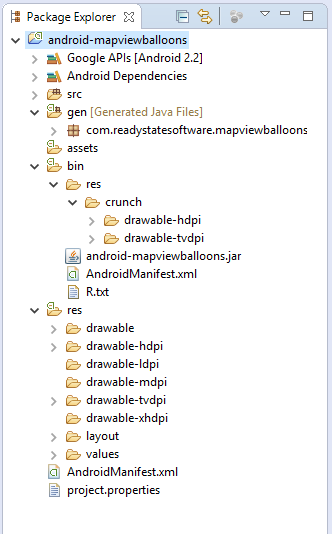 Package Explorer
android-mapviewballoons
Google APIs [Android 2.2]
Android Dependencies
src
gen [Generated Java Files]
com.readystatesoftware.mapviewballoons
assets
bin
res
crunch
drawable-hdpi
drawable-tvdpi
android-mapviewballoons.jar
AndroidManifest.xml
R.txt
res
drawable
drawable-hdpi
drawable-ldpi
drawable-mdpi
drawable-tvdpi
drawable-xhdpi
layout
values
AndroidManifest.xml
project.properties